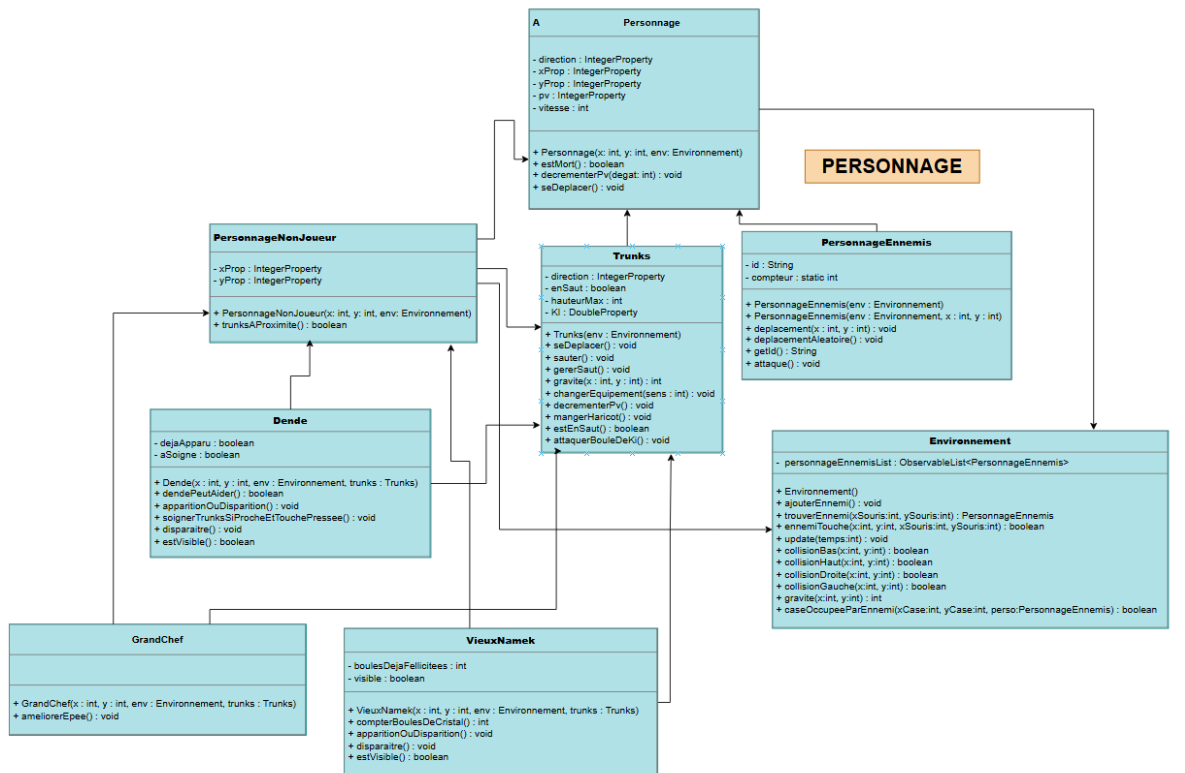 A Personnage
- direction : IntegerProperty
- xProp : IntegerProperty
- yProp : IntegerProperty
- pv : IntegerProperty
- vitesse : int
+ Personnage(x: int, y: int, env: Environnement)
+ estMort() : boolean
+ decrementerPv(degat: int) : void
+ seDeplacer() : void
PERSONNAGE
PersonnageNonJoueur
- xProp : IntegerProperty
- yProp : IntegerProperty
+ PersonnageNonJoueur(x: int, y: int, env: Environnement)
+ trunksAProximite() : boolean
Trunks
- direction : IntegerProperty
- enSaut : boolean
- hauteurMax : int
- KI : DoubleProperty
+ Trunks(env : Environnement)
+ seDeplacer() : void
+ sauter() : void
+ gererSaut() : void
+ gravite(x : int, y : int) : int
+ changerEquipement(sens : int) : void
+ decrementerPv() : void
+ mangerHaricot() : void
+ estEnSaut() : boolean
+ attaquerBouleDeKi() : void
PersonnageEnnemis
- id : String
- compteur : static int
+ PersonnageEnnemis(env : Environnement)
+ PersonnageEnnemis(env : Environnement, x : int, y : int)
+ deplacement(x : int, y : int) : void
+ deplacementAleatoire() : void
+ getId() : String
+ attaque() : void
Dende
- dejaApparu : boolean
- aSoigne : boolean
+ Dende(x : int, y : int, env : Environnement, trunks : Trunks)
+ dendePeutAider() : boolean
+ apparitionOuDisparition() : void
+ soignerTrunksSiProcheEtTouchePressee() : void
+ disparaitre() : void
+ estVisible() : boolean
Environnement
- personnageEnnemisList : ObservableList<PersonnageEnnemis>
+ Environnement()
+ ajouterEnnemi() : void
+ trouverEnnemi(xSouris:int, ySouris:int) : PersonnageEnnemis
+ ennemiTouche(x:int, y:int, xSouris:int, ySouris:int) : boolean
+ update(temps:int) : void
+ collisionBas(x:int, y:int) : boolean
+ collisionHaut(x:int, y:int) : boolean
+ collisionDroite(x:int, y:int) : boolean
+ collisionGauche(x:int, y:int) : boolean
+ gravite(x:int, y:int) : int
+ caseOccupeeParEnnemi(xCase:int, yCase:int, perso:PersonnageEnnemis) : boolean
GrandChef
+ GrandChef(x : int, y : int, env : Environnement, trunks : Trunks)
+ ameliorerEpee() : void
VieuxNamek
- boulesDejaFellicitees : int
- visible : boolean
+ VieuxNamek(x : int, y : int, env : Environnement, trunks : Trunks)
+ compterBoulesDeCristal() : int
+ apparitionOuDisparition() : void
+ disparaitre() : void
+ estVisible() : boolean